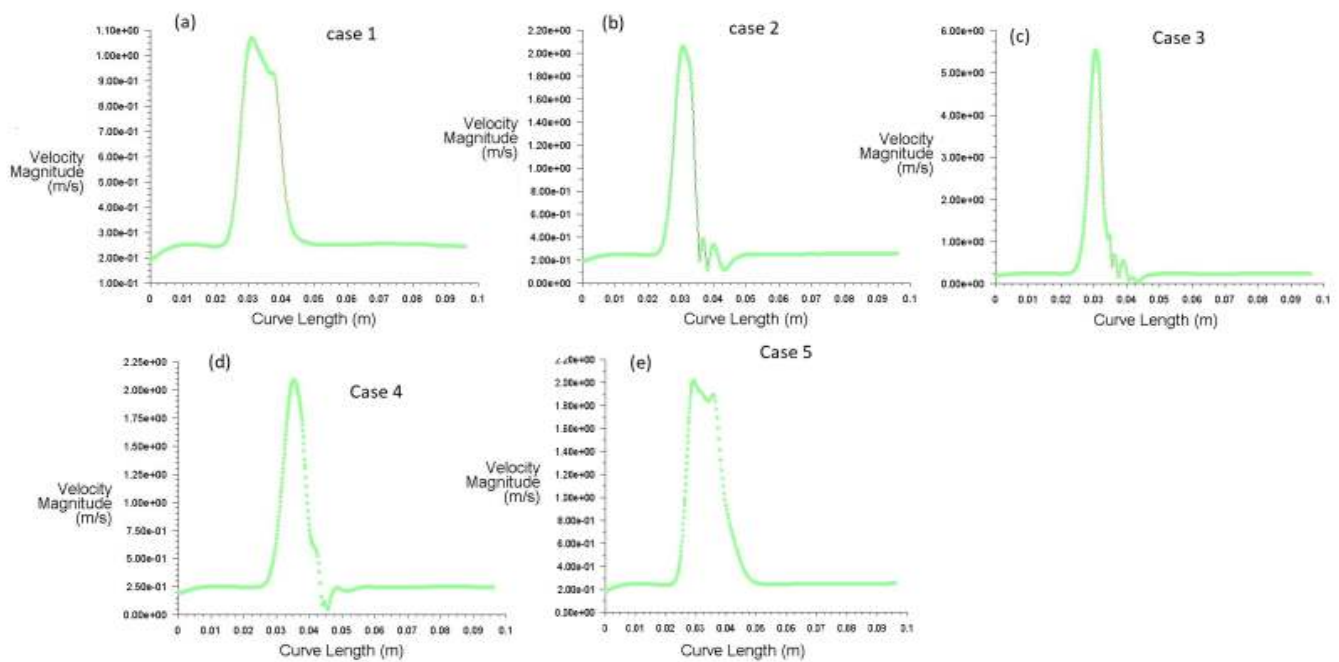 (a)
case 1
1.10e+00
1.00e+00
9.00e-01
8.00e-01
7.00e-01
6.00e-01
5.00e-01
4.00e-01
3.00e-01
2.00e-01
1.00e-01
Velocity
Magnitude
(m/s)
0 0.01 0.02 0.03 0.04 0.05 0.06 0.07 0.08 0.09 0.1
Curve Length (m)
(b)
case 2
2.20e+00
2.00e+00
1.80e+00
1.60e+00
1.40e+00
1.20e+00
1.00e+00
8.00e-01
6.00e-01
4.00e-01
2.00e-01
0.00e+00
Velocity
Magnitude
(m/s)
0 0.01 0.02 0.03 0.04 0.05 0.06 0.07 0.08 0.09 0.1
Curve Length (m)
(c)
Case 3
6.00e+00
5.00e+00
4.00e+00
3.00e+00
2.00e+00
1.00e+00
0.00e+00
Velocity
Magnitude
(m/s)
0 0.01 0.02 0.03 0.04 0.05 0.06 0.07 0.08 0.09 0.1
Curve Length (m)
(d)
Case 4
2.25e+00
2.00e+00
1.75e+00
1.50e+00
1.25e+00
1.00e+00
7.50e-01
5.00e-01
2.50e-01
0.00e+00
Velocity
Magnitude
(m/s)
0 0.01 0.02 0.03 0.04 0.05 0.06 0.07 0.08 0.09 0.1
Curve Length (m)
(e)
Case 5
2.00e+00
1.80e+00
1.60e+00
1.40e+00
1.20e+00
1.00e+00
8.00e-01
6.00e-01
4.00e-01
2.00e-01
0.00e+00
Velocity
Magnitude
(m/s)
0 0.01 0.02 0.03 0.04 0.05 0.06 0.07 0.08 0.09 0.1
Curve Length (m)